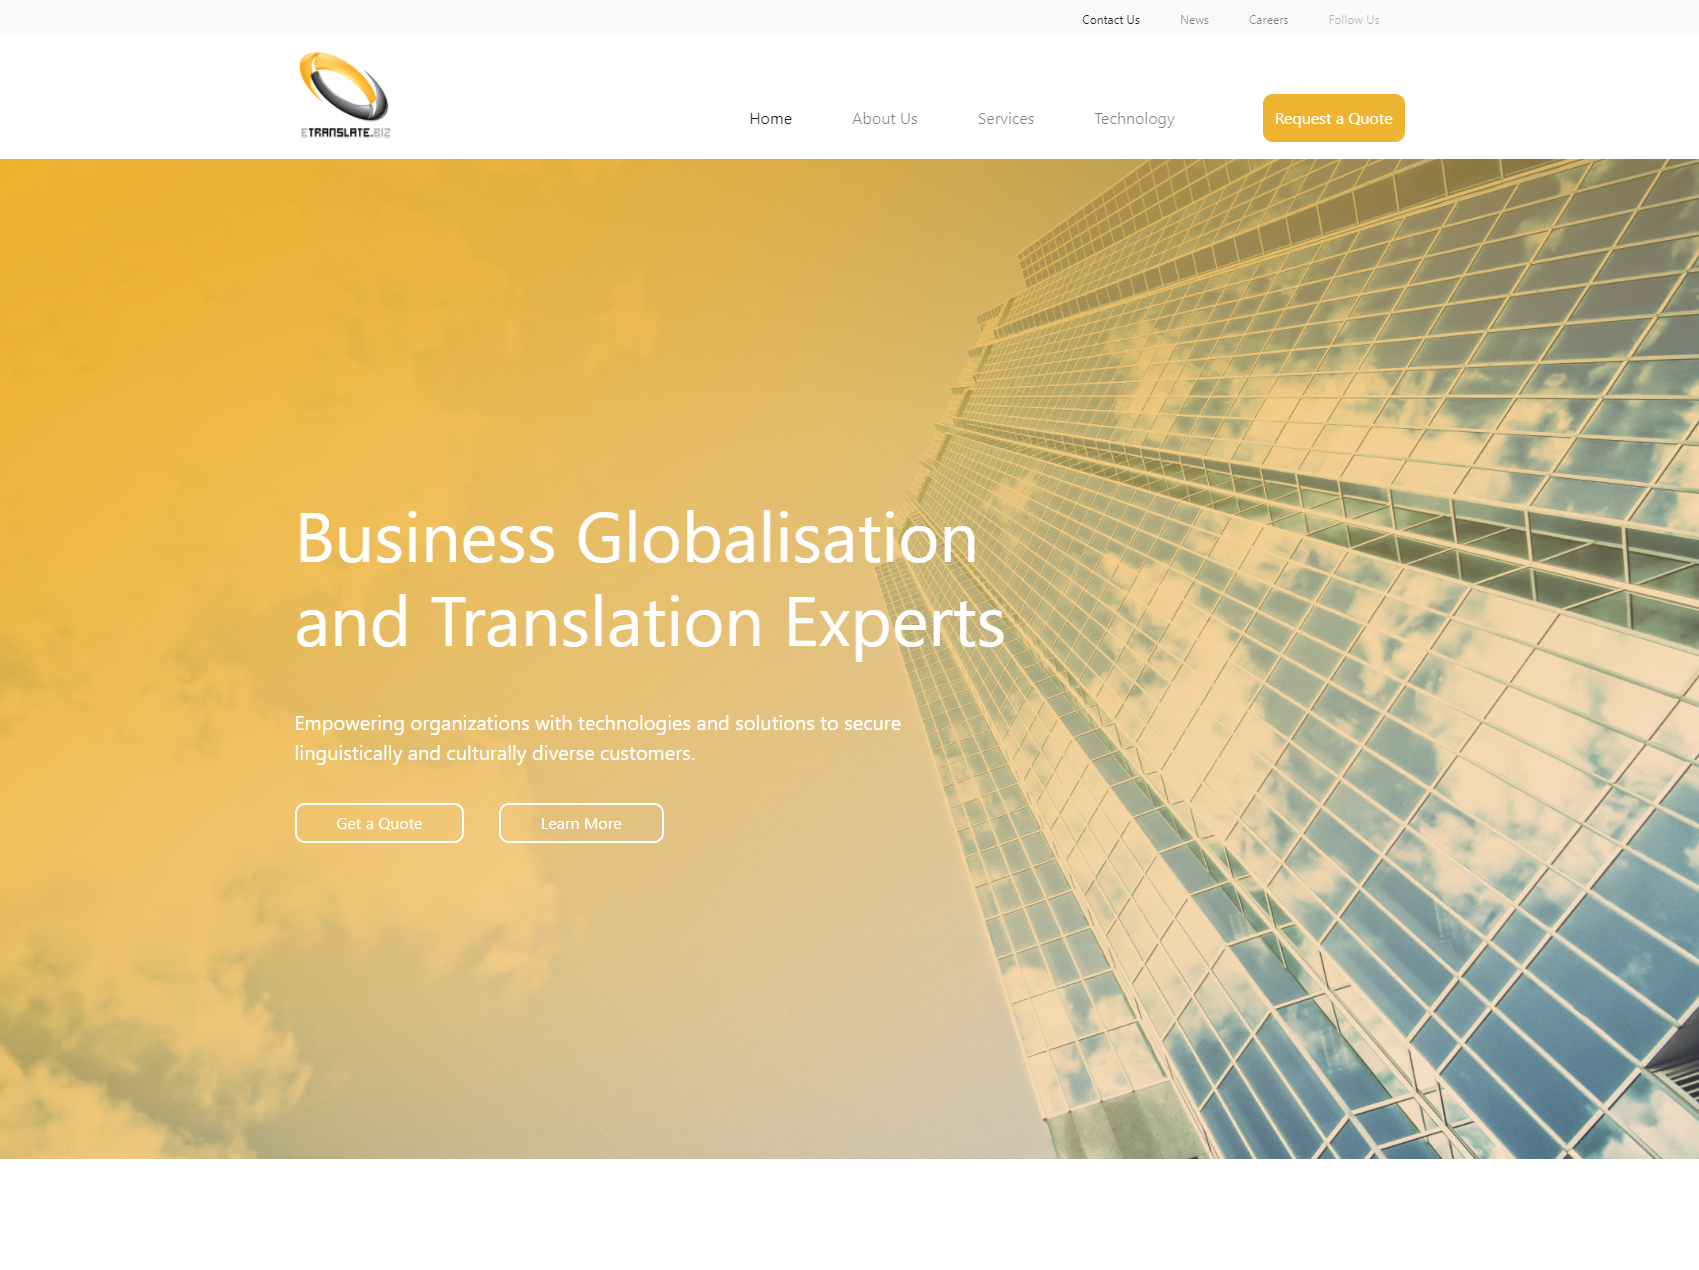 Contact Us
News
Careers
Follow Us
ETRANSLATE.BIZ
Home
About Us
Services
Technology
Request a Quote
Business Globalisation
and Translation Experts
Empowering organizations with technologies and solutions to secure
linguistically and culturally diverse customers.
Get a Quote
Learn More